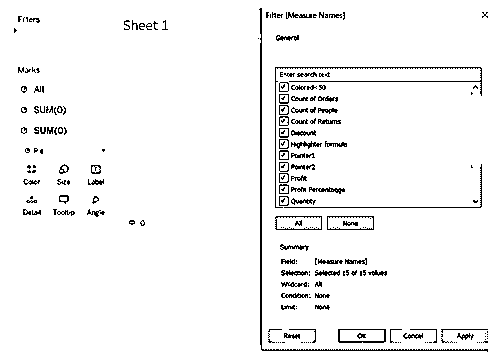 Filters
Sheet 1
Marks
All
SUM(0)
SUM(0)
Pie
Color Size Label
Detail Tooltip Angle
0
Filter [Measure Names]
General
Enter search text
Colored< 50
Count of Orders
Count of People
Count of Returns
Discount
Highlighter formula
Pointer1
Pointer2
Profit
Profit Percentage
Quantity
All None
Summary
Field: [Measure Names]
Selection: Selected 15 of 15 values
Wildcard: All
Condition: None
Limit: None
Reset OK Cancel Apply